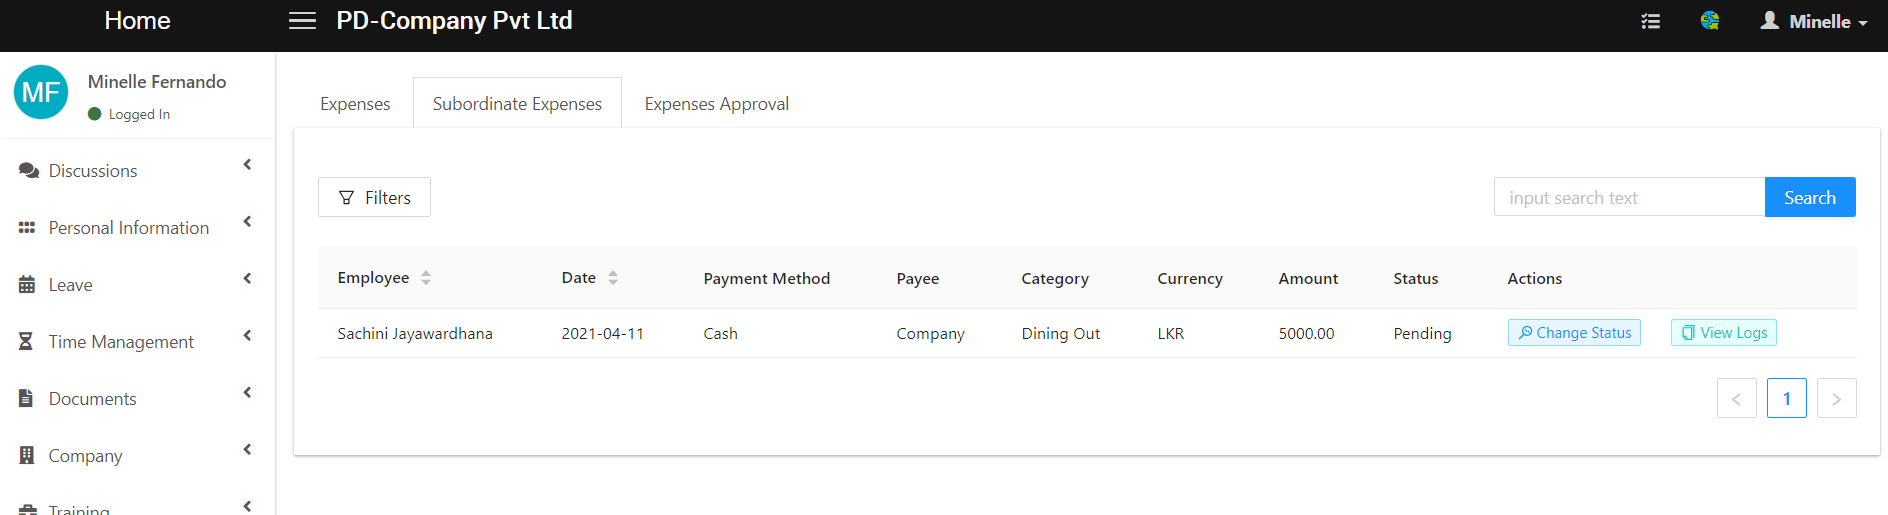 Home
PD-Company Pvt Ltd
Minelle
MF
Minelle Fernando
Logged In
Discussions
Personal Information
Leave
Time Management
Documents
Company
Training
Expenses
Subordinate Expenses
Expenses Approval
Filters
input search text
Search
Employee Date Payment Method Payee Category Currency Amount Status Actions
Sachini Jayawardhana 2021-04-11 Cash Company Dining Out LKR 5000.00 Pending Change Status View Logs
< 1 >